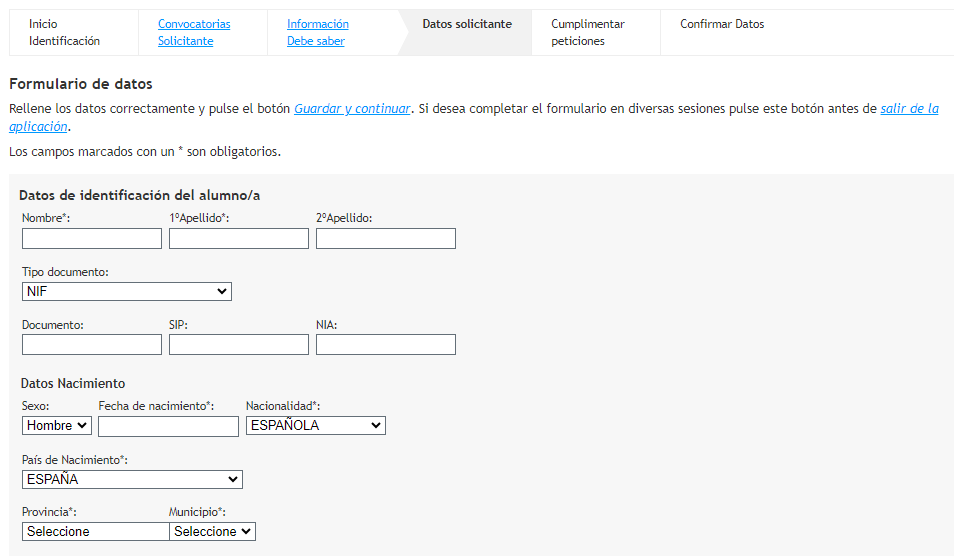 Inicio
Identificación
Convocatorias
Solicitante
Información
Debe saber
Datos solicitante
Cumplimentar
peticiones
Confirmar Datos
Formulario de datos
Rellene los datos correctamente y pulse el botón Guardar y continuar. Si desea completar el formulario en diversas sesiones pulse este botón antes de salir de la
aplicación.
Los campos marcados con un * son obligatorios.
Datos de identificación del alumno/a
Nombre*: 1ºApellido*: 2ºApellido:
Tipo documento:
NIF
Documento: SIP: NIA:
Datos Nacimiento
Sexo: Fecha de nacimiento*: Nacionalidad*:
Hombre ESPAÑOLA
País de Nacimiento*:
ESPAÑA
Provincia*: Municipio*:
Seleccione Seleccione